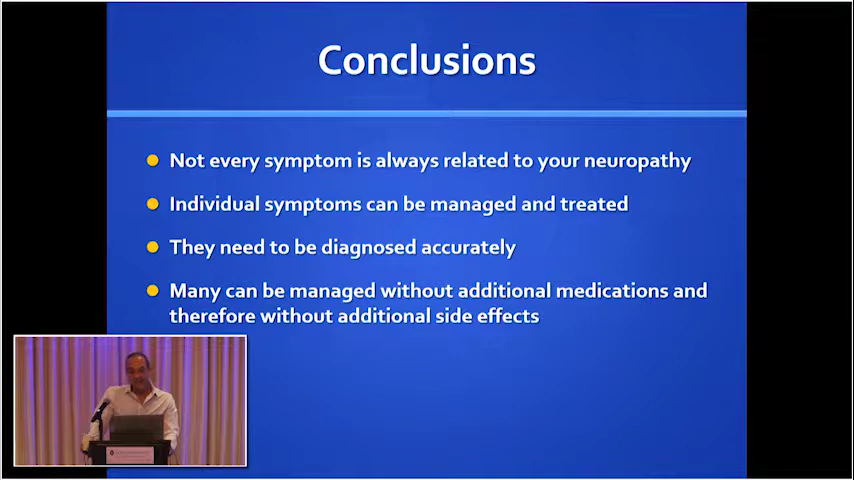 Conclusions
Not every symptom is always related to your neuropathy
Individual symptoms can be managed and treated
They need to be diagnosed accurately
Many can be managed without additional medications and
therefore without additional side effects